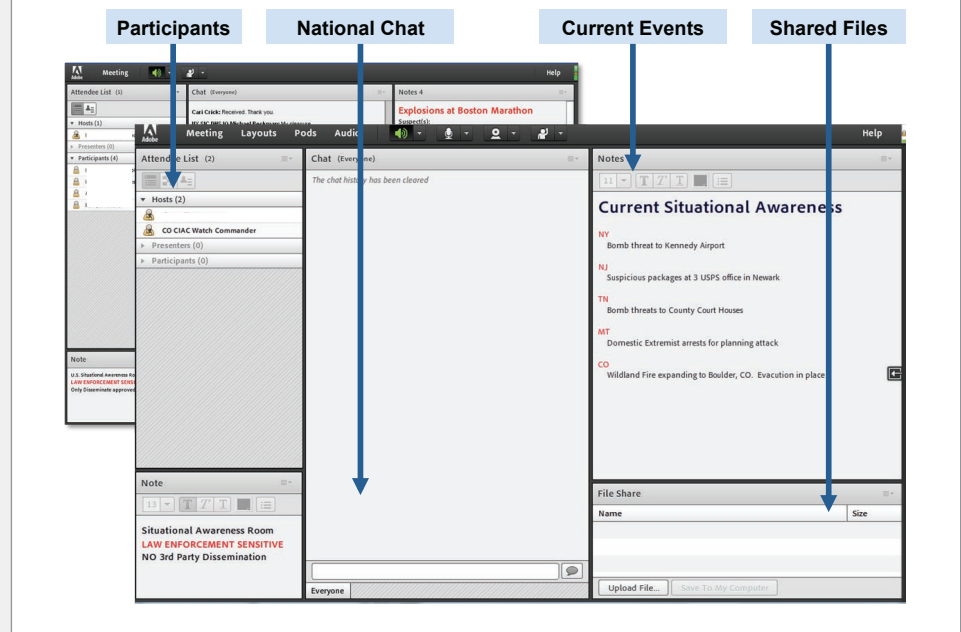 Participants
National Chat
Current Events
Shared Files
Adobe
Meeting
Help
Attendee List (5)
Hosts (1)
Presenters (0)
Participants (4)
Chat (Everyone)
Cari Crick: Received. Thank you.
Notes 4
Explosions at Boston Marathon
Suspect(s):
Note
U.S. Situational Awareness
LAW ENFORCEMENT
Only Disseminate approved
Adobe
Meeting Layouts Pods Audio
Help
Attendee List (2)
Hosts (2)
CO CIAC Watch Commander
Presenters (0)
Participants (0)
Note
13
T T T
Situational Awareness Room
LAW ENFORCEMENT SENSITIVE
NO 3rd Party Dissemination
Chat (Everyone)
The chat history has been cleared
Everyone
Notes
11
T T T
Current Situational Awareness
NY
Bomb threat to Kennedy Airport
NJ
Suspicious packages at 3 USPS office in Newark
TN
Bomb threats to County Court Houses
MT
Domestic Extremist arrests for planning attack
CO
Wildland Fire expanding to Boulder, CO. Evacution in place
File Share
Name
Size
Upload File...
Save To My Computer